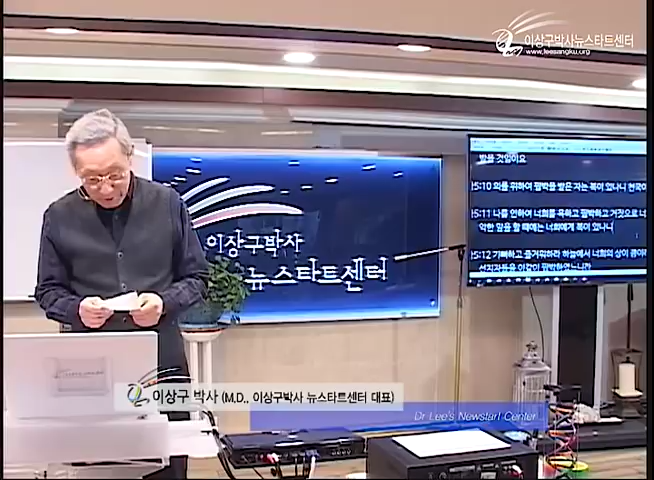 이상구박사뉴스타트센터
www.leesangku.org
받을 것임이요
5:10 의를 위하여 핍박을 받은 자는 복이 있나니 천국이
5:11 나를 인하여 너희를 욕하고 핍박하고 거짓으로 너
악한 말을 할 때에는 너희에게 복이 있나니
5:12 기뻐하고 즐거워하라 하늘에서 너희의 상이 큼이라
선지자들을 이같이 핍박하였느니라
이상구박사
뉴스타트센터
이상구 박사 (M.D., 이상구박사 뉴스타트센터 대표)
Dr Lee's Newstart Center